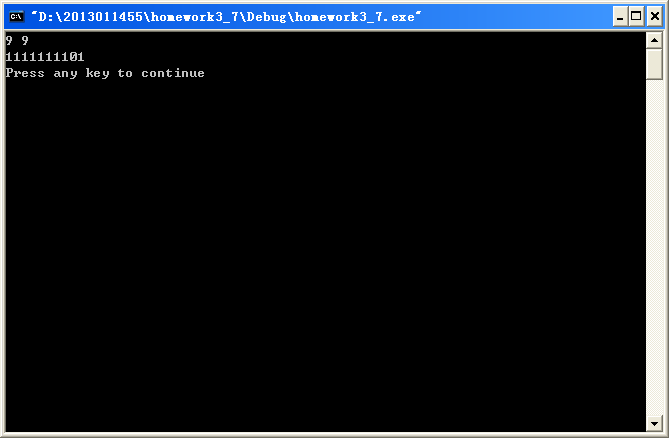 "D:\2013011455\homework3_7\Debug\homework3_7.exe"
9 9
1111111101
Press any key to continue